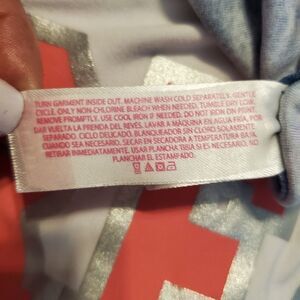 TURN GARMENT INSIDE OUT. MACHINE WASH COLD SEPARATELY, GENTLE
CYCLE. ONLY NON-CHLORINE BLEACH WHEN NEEDED. TUMBLE DRY LOW.
REMOVE PROMPTLY. USE COOL IRON IF NEEDED. DO NOT IRON ON PRINT.
DAR VUELTA LA PRENDA DEL REVÉS. LAVAR A MÁQUINA EN AGUA FRÍA, POR
SEPARADO, CICLO DELICADO. BLANQUEADOR SIN CLORO SOLAMENTE
CUANDO SEA NECESARIO. SECAR EN SECADORA A TEMPERATURA BAJA.
RETIRAR INMEDIATAMENTE. USAR PLANCHA TIBIA SI ES NECESARIO. NO
PLANCHAR EL ESTAMPADO.